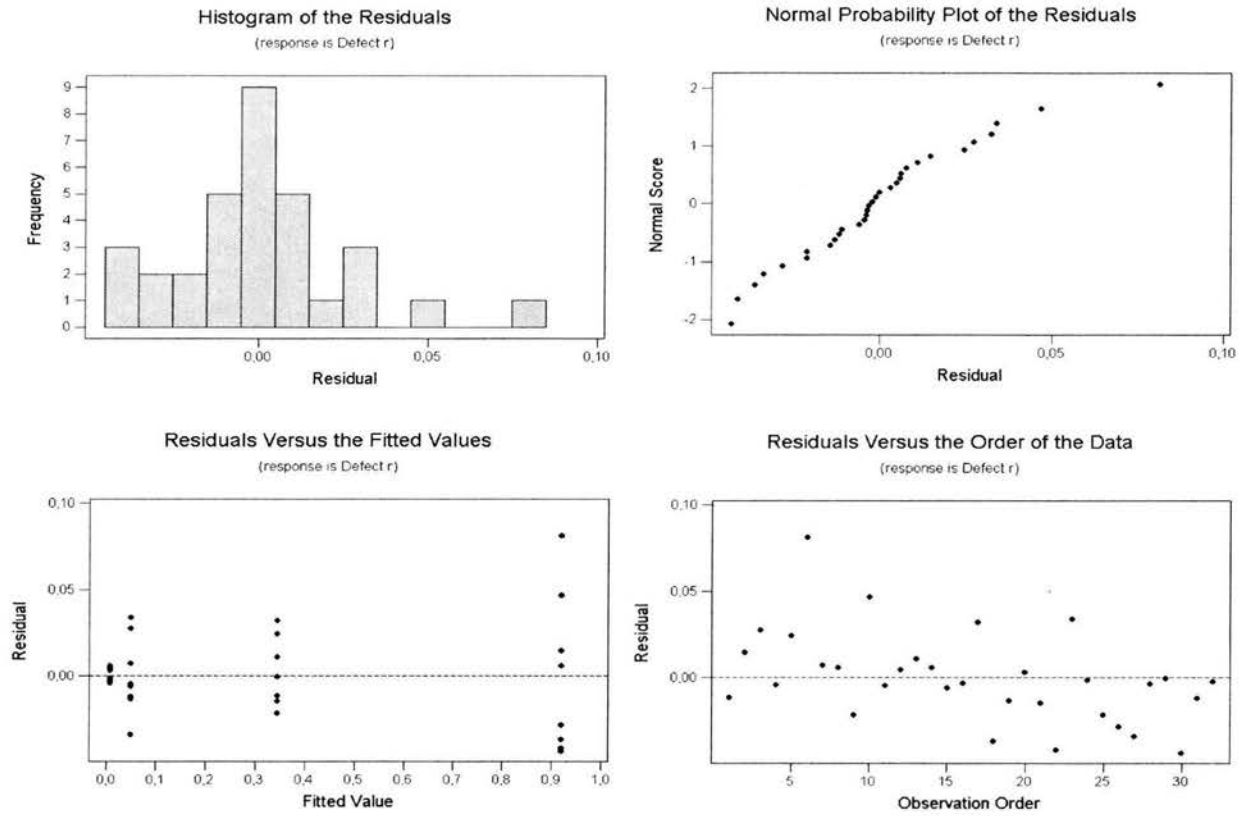 Histogram of the Residuals
(response is Defect r)
9
8
7
6
5
4
3
2
1
0
Frequency
0,00 0,05 0,10
Residual
Normal Probability Plot of the Residuals
(response is Defect r)
2
1
0
-1
-2
Normal Score
0,00 0,05 0,10
Residual
Residuals Versus the Fitted Values
(response is Defect r)
0,10
0,05
0,00
Residual
0,0 0,1 0,2 0,3 0,4 0,5 0,6 0,7 0,8 0,9 1,0
Fitted Value
Residuals Versus the Order of the Data
(response is Defect r)
0,10
0,05
0,00
Residual
5 10 15 20 25 30
Observation Order